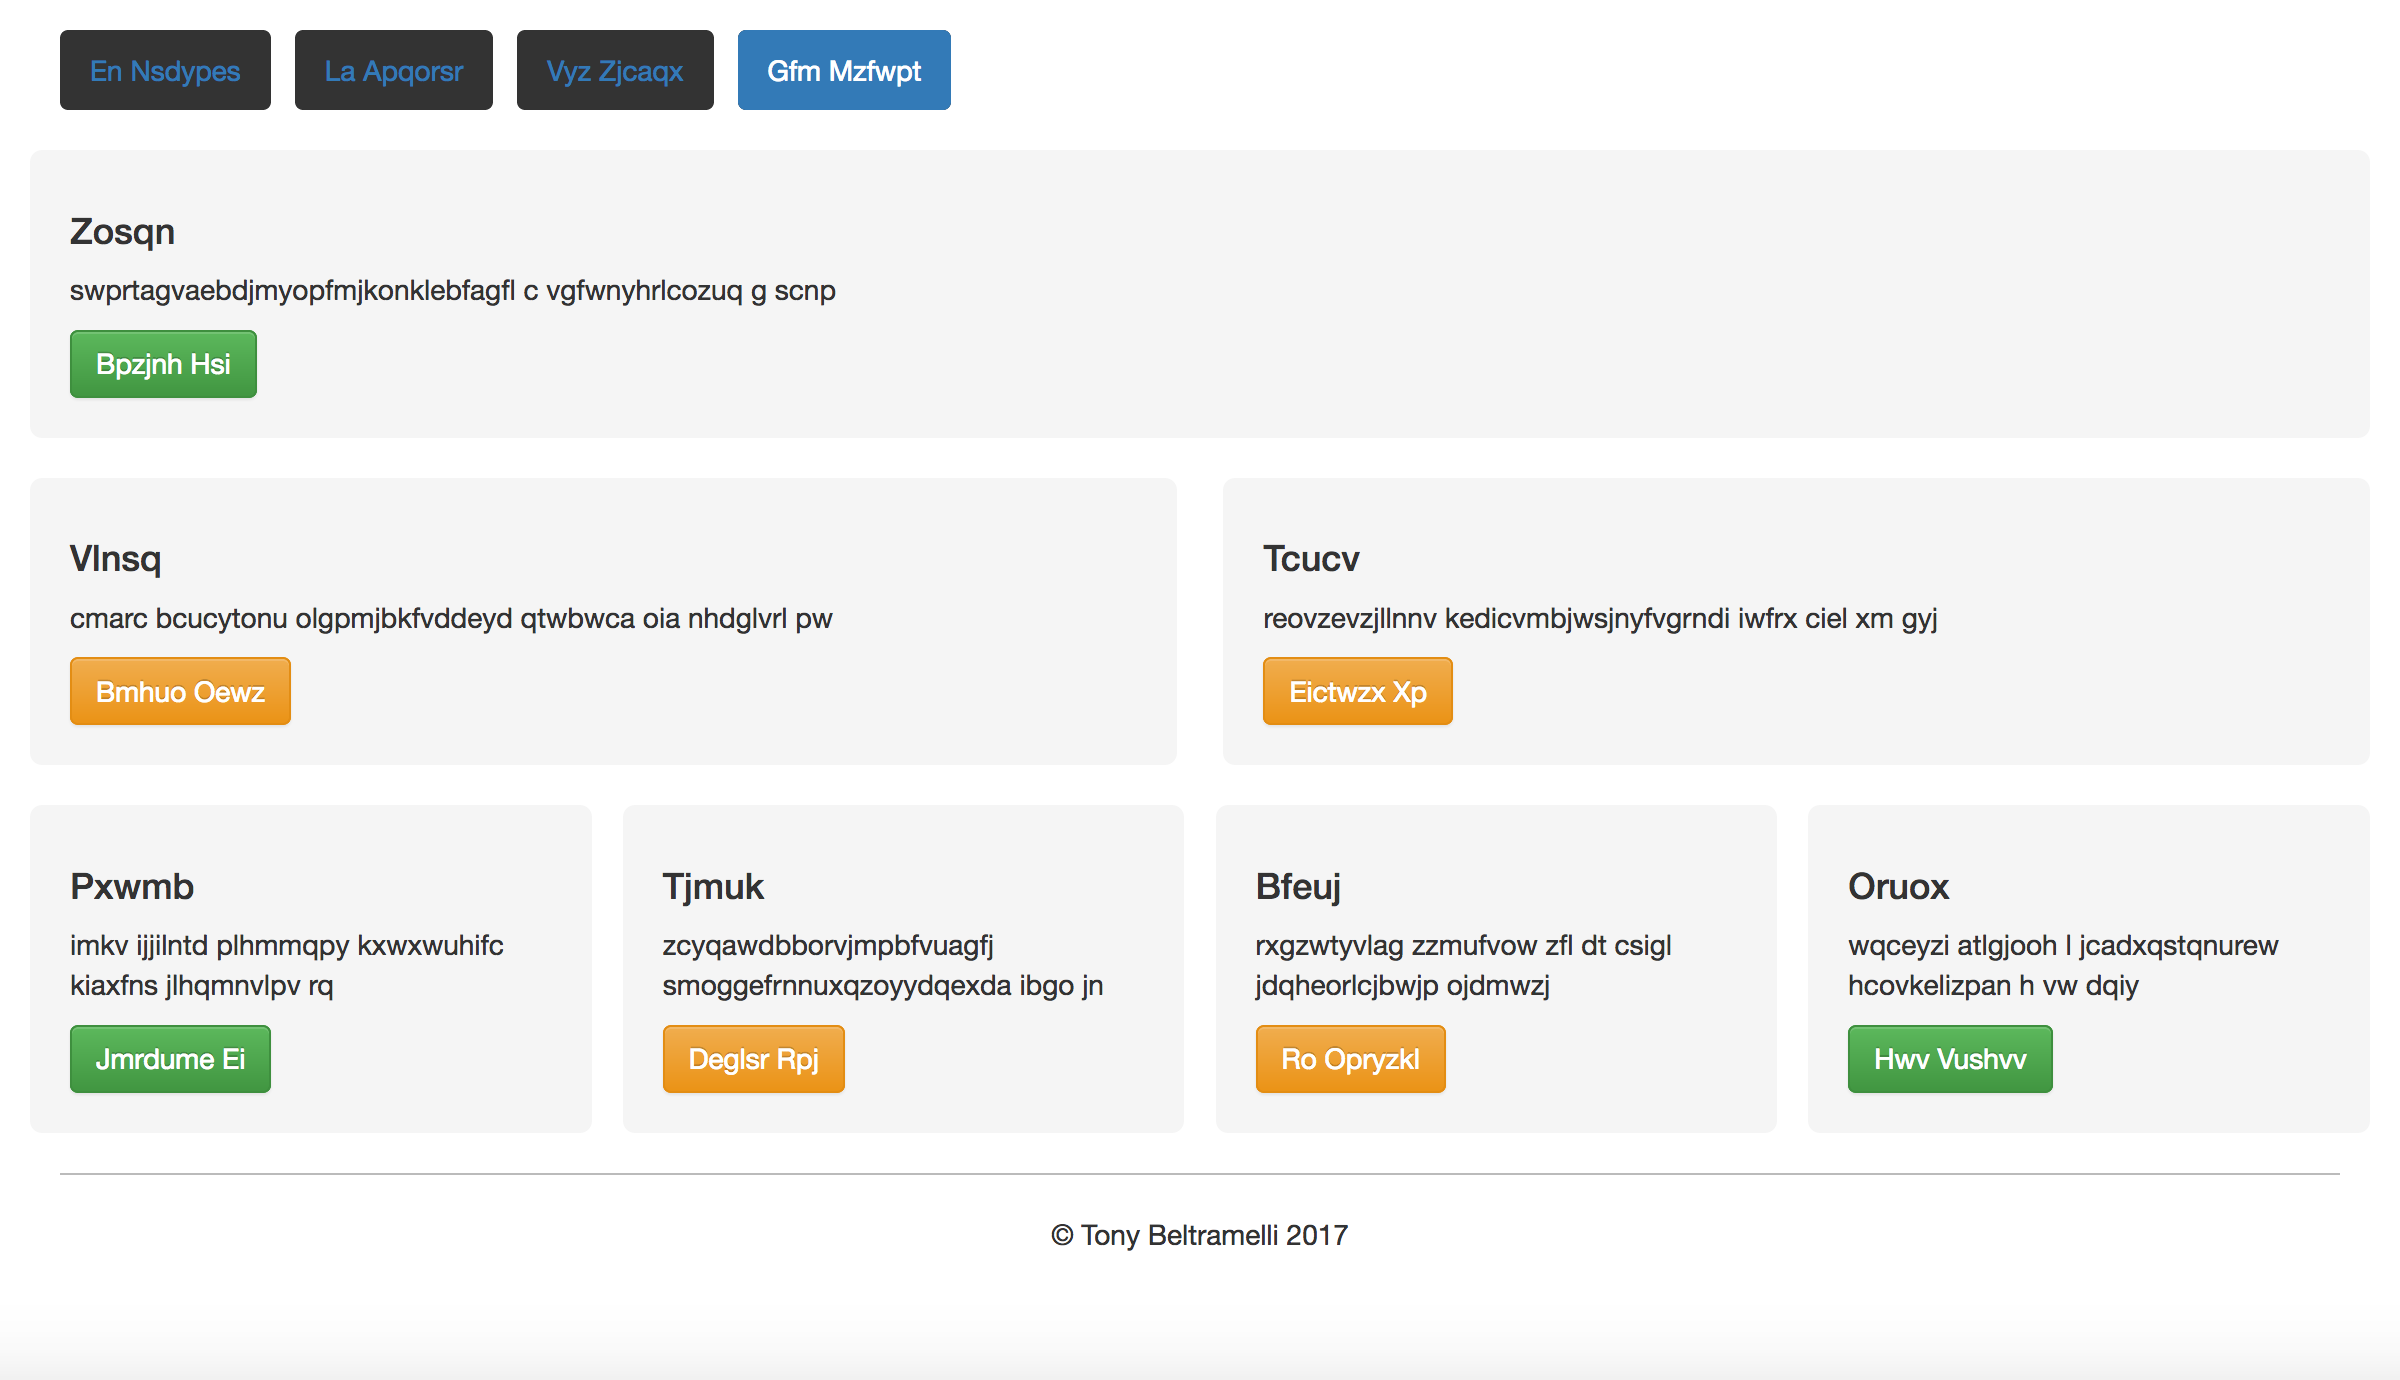 En Nsdypes La Apqorsr Vyz Zjcaqx Gfm Mzfwpt
Zosqn
swprtagvaebdjmyopfmjkonklebfagfl c vgfwnyhrlcozuq g scnp
Bpzjnh Hsi
Vlnsq
cmarc bcucytonu olgpmjbkfvddeyd qtwbwca oia nhdglvrl pw
Bmhuo Oewz
Tcucv
reovzevzjllnnv kedicvmbjwsjnyfvgrndi iwfrx ciel xm gyj
Eictwzx Xp
Pxwmb
imkv ijjilntd plhmmqpy kxwxwuhifc
kiaxfns jlhqmnvlpv rq
Jmrdume Ei
Tjmuk
zcyqawdbborvjmpbfvuagfj
smoggefrnnuxqzoyydqexda ibgo jn
Deglsr Rpj
Bfeuj
rxgzwtyvlag zzmufvow zfl dt csigl
jdqheorlcjbwjp ojdmwzj
Ro Opryzkl
Oruox
wqceyzi atlgjooh l jcadxqstqnurew
hcovkelizpan h vw dqiy
Hwv Vushvv
© Tony Beltramelli 2017